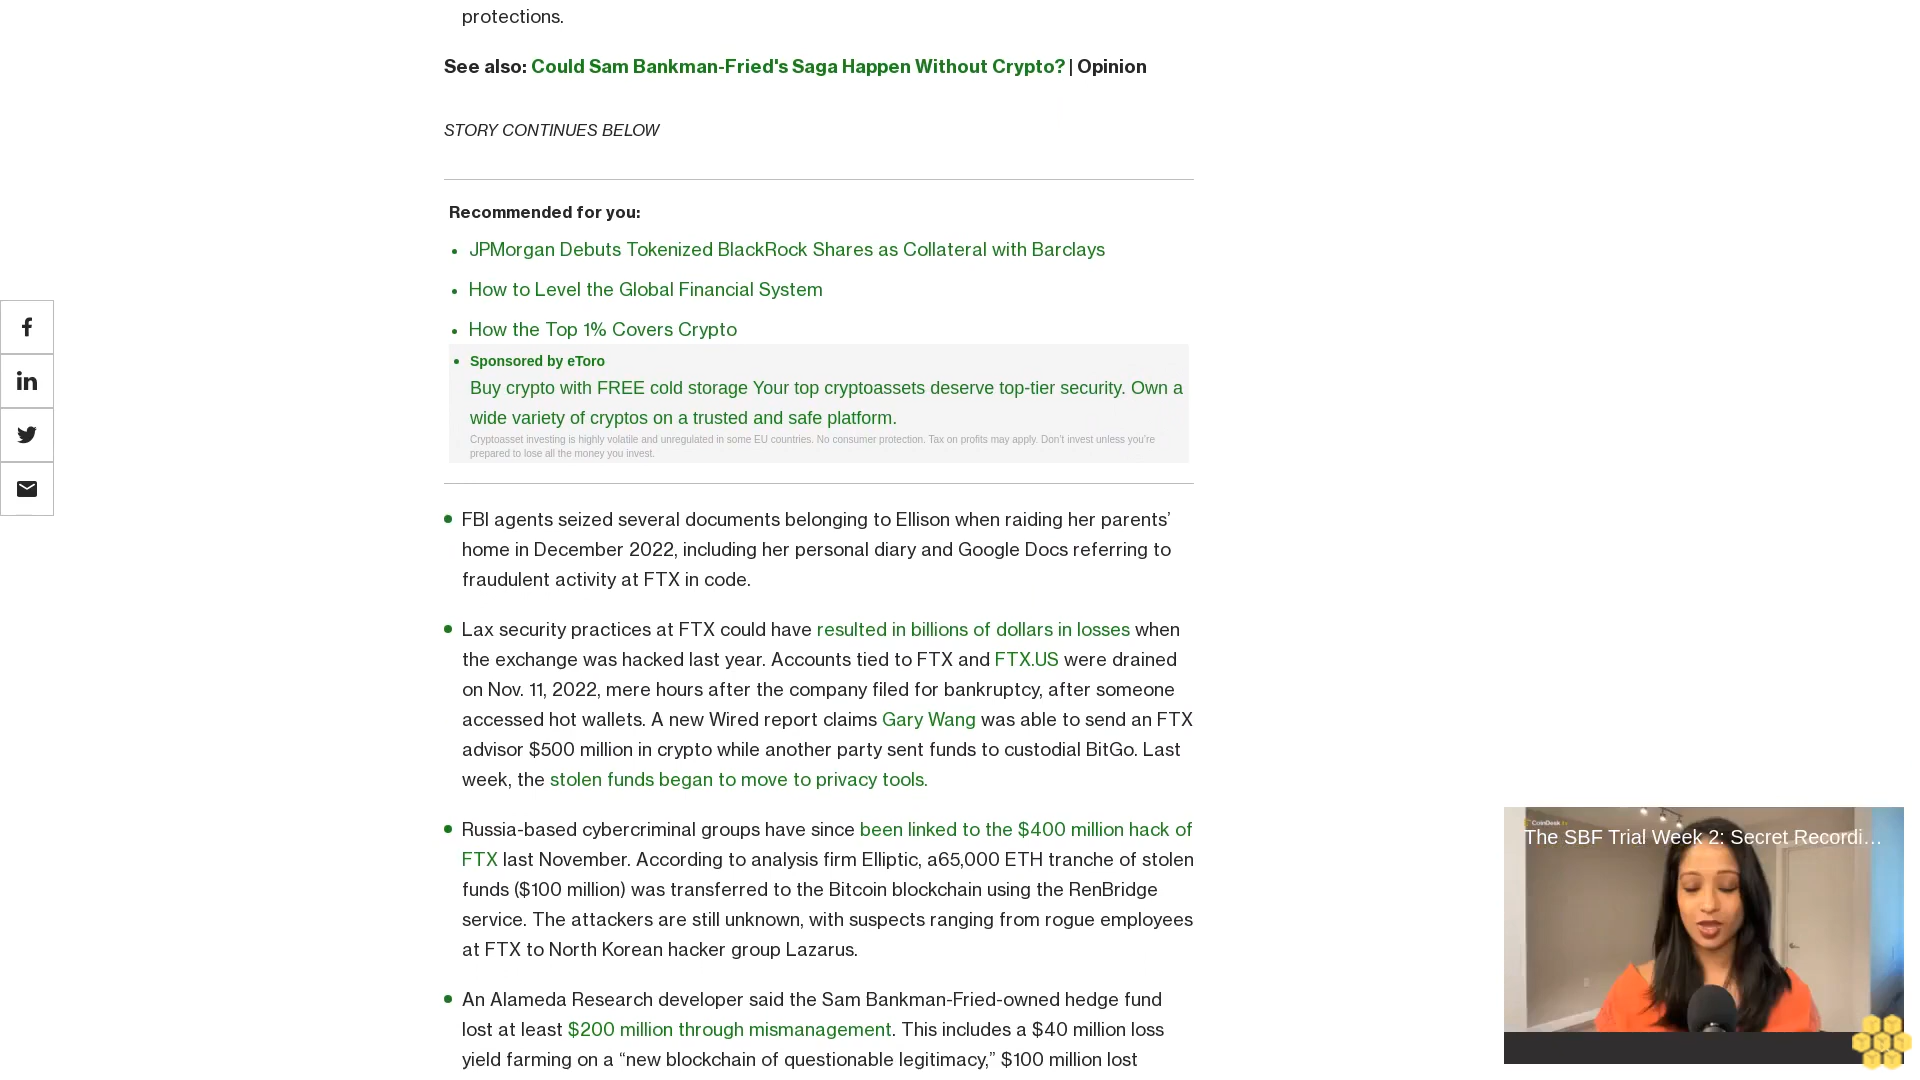 protections.
See also: Could Sam Bankman-Fried's Saga Happen Without Crypto? | Opinion
STORY CONTINUES BELOW
Recommended for you:
JPMorgan Debuts Tokenized BlackRock Shares as Collateral with Barclays
How to Level the Global Financial System
How the Top 1% Covers Crypto
Sponsored by eToro
Buy crypto with FREE cold storage Your top cryptoassets deserve top-tier security. Own a
wide variety of cryptos on a trusted and safe platform.
Cryptoasset investing is highly volatile and unregulated in some EU countries. No consumer protection. Tax on profits may apply. Don’t invest unless you’re
prepared to lose all the money you invest.
FBI agents seized several documents belonging to Ellison when raiding her parents’
home in December 2022, including her personal diary and Google Docs referring to
fraudulent activity at FTX in code.
Lax security practices at FTX could have resulted in billions of dollars in losses when
the exchange was hacked last year. Accounts tied to FTX and FTX.US were drained
on Nov. 11, 2022, mere hours after the company filed for bankruptcy, after someone
accessed hot wallets. A new Wired report claims Gary Wang was able to send an FTX
advisor $500 million in crypto while another party sent funds to custodial BitGo. Last
week, the stolen funds began to move to privacy tools.
Russia-based cybercriminal groups have since been linked to the $400 million hack of
FTX last November. According to analysis firm Elliptic, a65,000 ETH tranche of stolen
funds ($100 million) was transferred to the Bitcoin blockchain using the RenBridge
service. The attackers are still unknown, with suspects ranging from rogue employees
at FTX to North Korean hacker group Lazarus.
An Alameda Research developer said the Sam Bankman-Fried-owned hedge fund
lost at least $200 million through mismanagement. This includes a $40 million loss
yield farming on a “new blockchain of questionable legitimacy,” $100 million lost
CoinDesk
The SBF Trial Week 2: Secret Recordi…